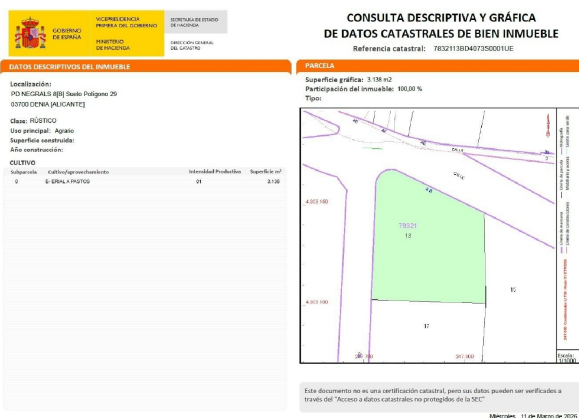 GOBIERNO
DE ESPAÑA
VICEPRESIDENCIA
PRIMERA DEL GOBIERNO
MINISTERIO
DE HACIENDA
SECRETARÍA DE ESTADO
DE HACIENDA
DIRECCIÓN GENERAL
DEL CATASTRO
CONSULTA DESCRIPTIVA Y GRÁFICA
DE DATOS CATASTRALES DE BIEN INMUEBLE
Referencia catastral: 7832113BD4073S0001UE
DATOS DESCRIPTIVOS DEL INMUEBLE
Localización:
PD NEGRALS 8[B] Suelo Polígono 29
03700 DENIA [ALICANTE]
Clase: RÚSTICO
Uso principal: Agrario
Superficie construida:
Año construcción:
CULTIVO
Subparcela Cultivo/aprovechamiento Intensidad Productiva Superficie m²
0 E- ERIAL A PASTOS 01 3.138
PARCELA
Superficie gráfica: 3.138 m2
Participación del inmueble: 100,00 %
Tipo:
78321
13
15
12
Escala:
1/1000
Este documento no es una certificación catastral, pero sus datos pueden ser verificados a
través del "Acceso a datos catastrales no protegidos de la SEC"
Miércoles , 11 de Marzo de 2026